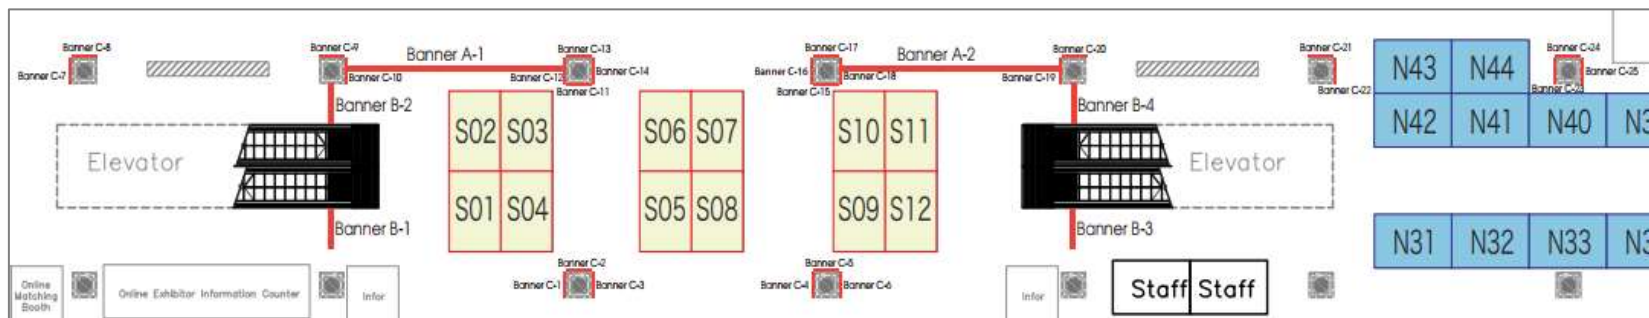 Banner C-8
Banner C-7
Banner C-9
Banner C-10
Banner A-1
Banner C-13
Banner C-12
Banner C-14
Banner C-11
Banner C-17
Banner C-16
Banner C-18
Banner C-15
Banner A-2
Banner C-20
Banner C-19
Banner C-21
Banner C-22
Banner C-24
Banner C-25
Banner C-23
N43 N44
Banner B-2
Banner B-4
S02 S03
S06 S07
S10 S11
N42 N41 N40
Elevator
Elevator
S01 S04
S05 S08
S09 S12
Banner B-1
Banner B-3
N31 N32 N33
Banner C-2
Banner C-1
Banner C-3
Banner C-5
Banner C-4
Banner C-6
Online
Matching
Booth
Online Exhibitor Information Counter
Infor
Infor
Staff Staff